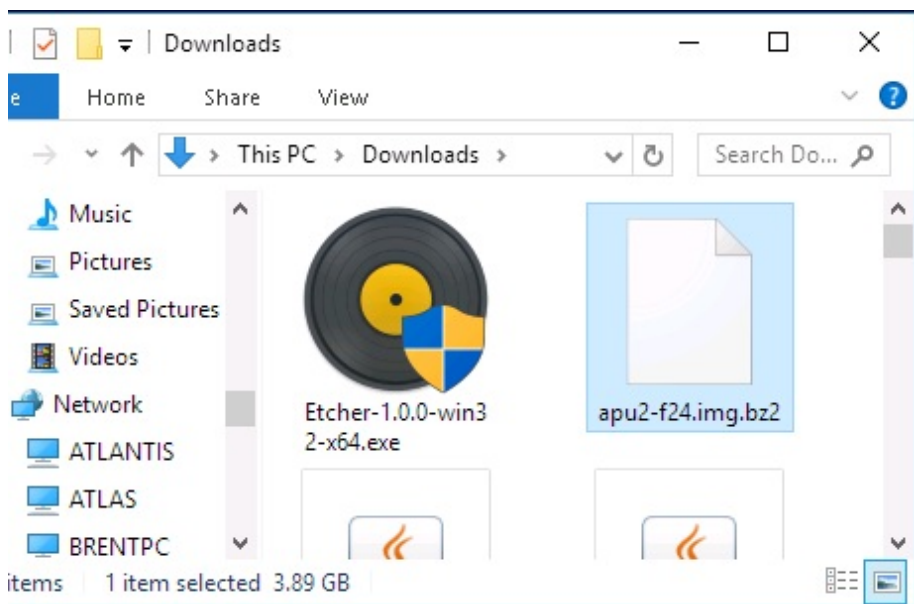 Downloads
e Home Share View
This PC > Downloads >
Search Do...
Music
Pictures
Saved Pictures
Videos
Network
ATLANTIS
ATLAS
BRENTPC
Etcher-1.0.0-win3
2-x64.exe
apu2-f24.img.bz2
items 1 item selected 3.89 GB